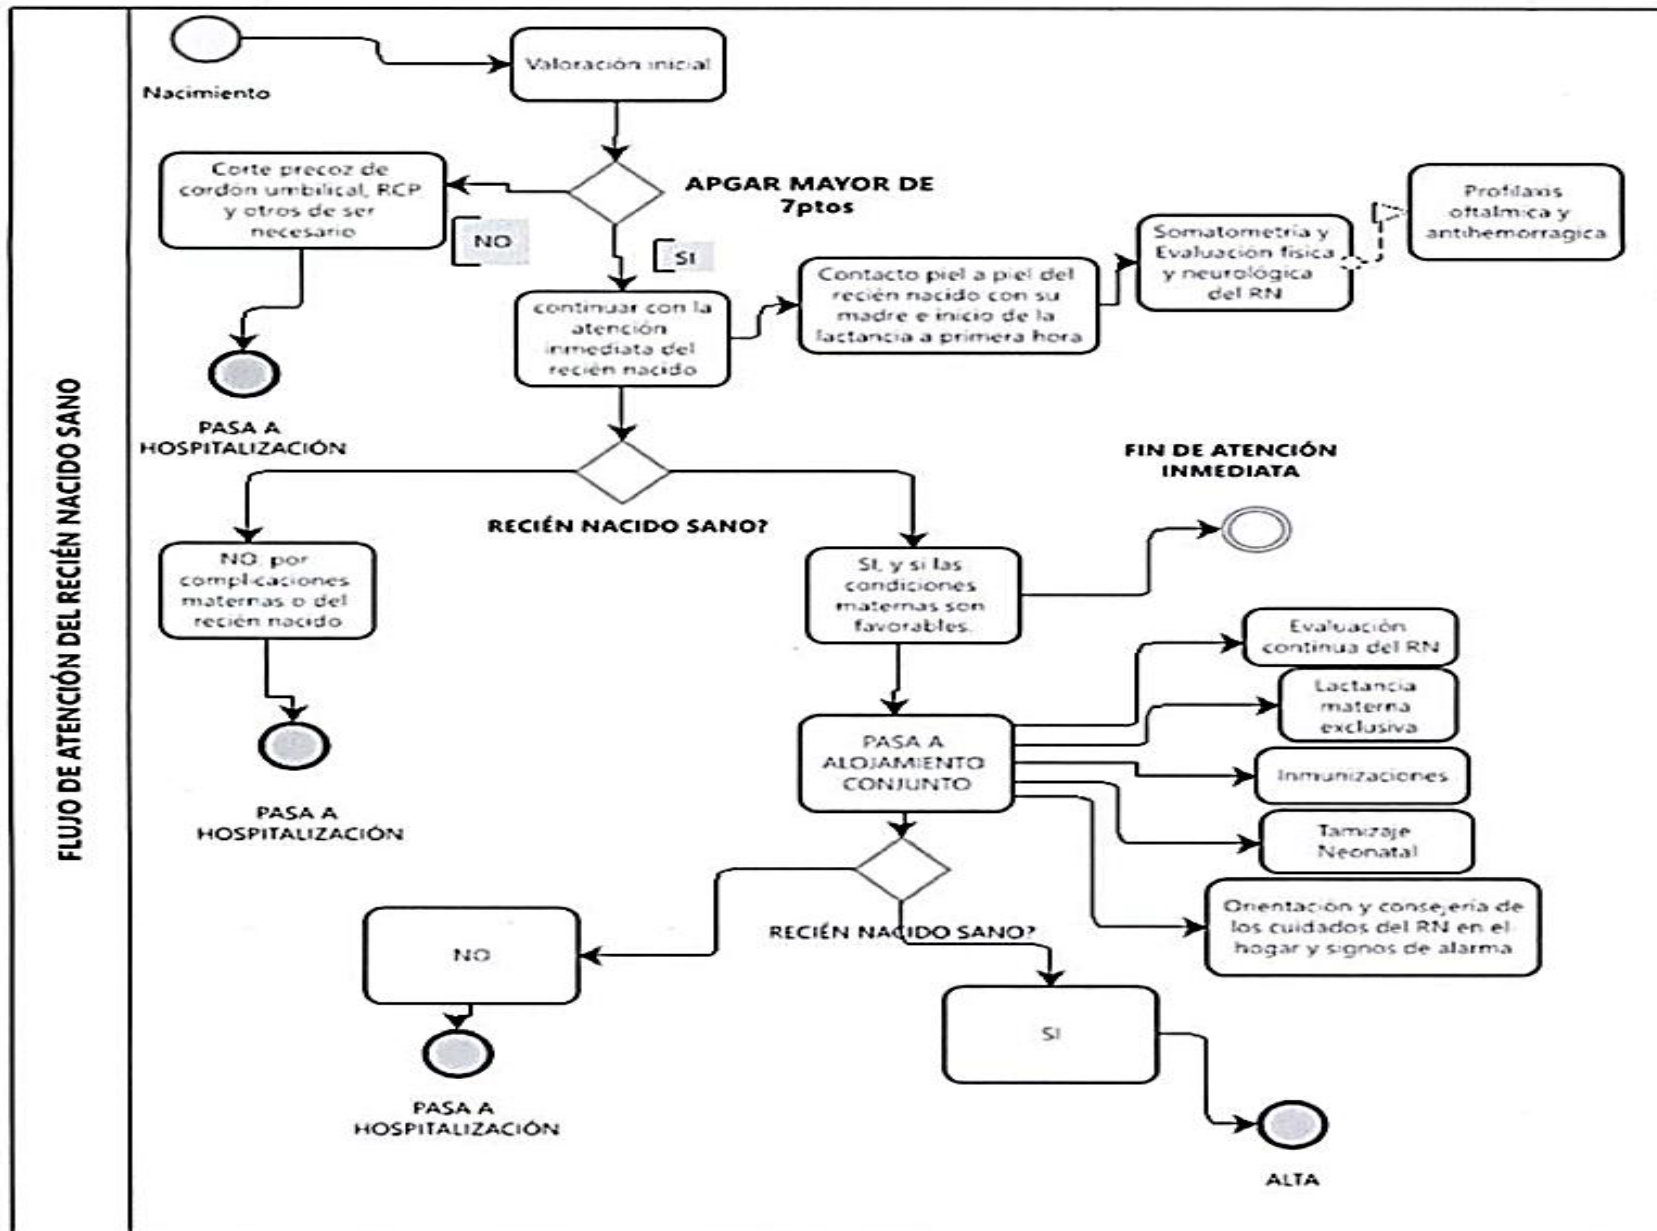 FLUJO DE ATENCIÓN DEL RECIÉN NACIDO SANO
Nacimiento
Valoración inicial
APGAR MAYOR DE
7ptos
Corte precoz de
cordón umbilical, RCP
y otros de ser
necesario
NO
SI
PASA A
HOSPITALIZACIÓN
continuar con la
atención
inmediata del
recién nacido
Contacto piel a piel del
recién nacido con su
madre e inicio de la
lactancia a primera hora
Somatometría y
Evaluación física
y neurológica
del RN
Profilaxis
oftalmica y
antihemorragica
RECIÉN NACIDO SANO?
NO, por
complicaciones
maternas o del
recién nacido
PASA A
HOSPITALIZACIÓN
SI, y si las
condiciones
maternas son
favorables.
FIN DE ATENCIÓN
INMEDIATA
PASA A
ALOJAMIENTO
CONJUNTO
Evaluación
continua del RN
Lactancia
materna
exclusiva
Inmunizaciones
Tamizaje
Neonatal
Orientación y consejería de
los cuidados del RN en el
hogar y signos de alarma
RECIÉN NACIDO SANO?
NO
PASA A
HOSPITALIZACIÓN
SI
ALTA